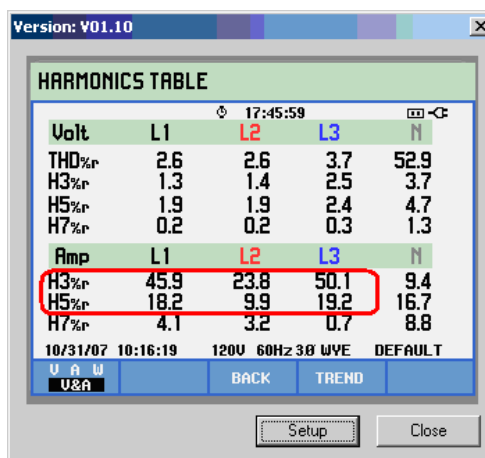 Version: V01.10
HARMONICS TABLE
17:45:59
Volt L1 L2 L3 N
THD%r 2.6 2.6 3.7 52.9
H3%r 1.3 1.4 2.5 3.7
H5%r 1.9 1.9 2.4 4.7
H7%r 0.2 0.2 0.3 1.3
Amp L1 L2 L3 N
H3%r 45.9 23.8 50.1 9.4
H5%r 18.2 9.9 19.2 16.7
H7%r 4.1 3.2 0.7 8.8
10/31/07 10:16:19 120V 60Hz 3Ø WYE DEFAULT
V A W
V&A BACK TREND
Setup Close